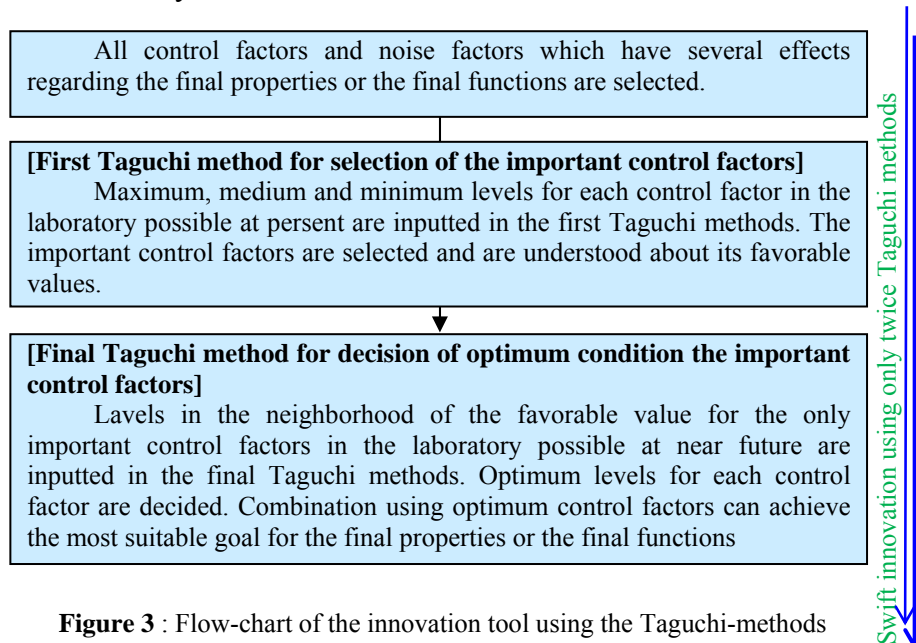 All control factors and noise factors which have several effects
regarding the final properties or the final functions are selected.
[First Taguchi method for selection of the important control factors]
Maximum, medium and minimum levels for each control factor in the
laboratory possible at persent are inputted in the first Taguchi methods. The
important control factors are selected and are understood about its favorable
values.
[Final Taguchi method for decision of optimum condition the important
control factors]
Lavels in the neighborhood of the favorable value for the only
important control factors in the laboratory possible at near future are
inputted in the final Taguchi methods. Optimum levels for each control
factor are decided. Combination using optimum control factors can achieve
the most suitable goal for the final properties or the final functions
Swift innovation using only twice Taguchi methods
Figure 3 : Flow-chart of the innovation tool using the Taguchi-methods